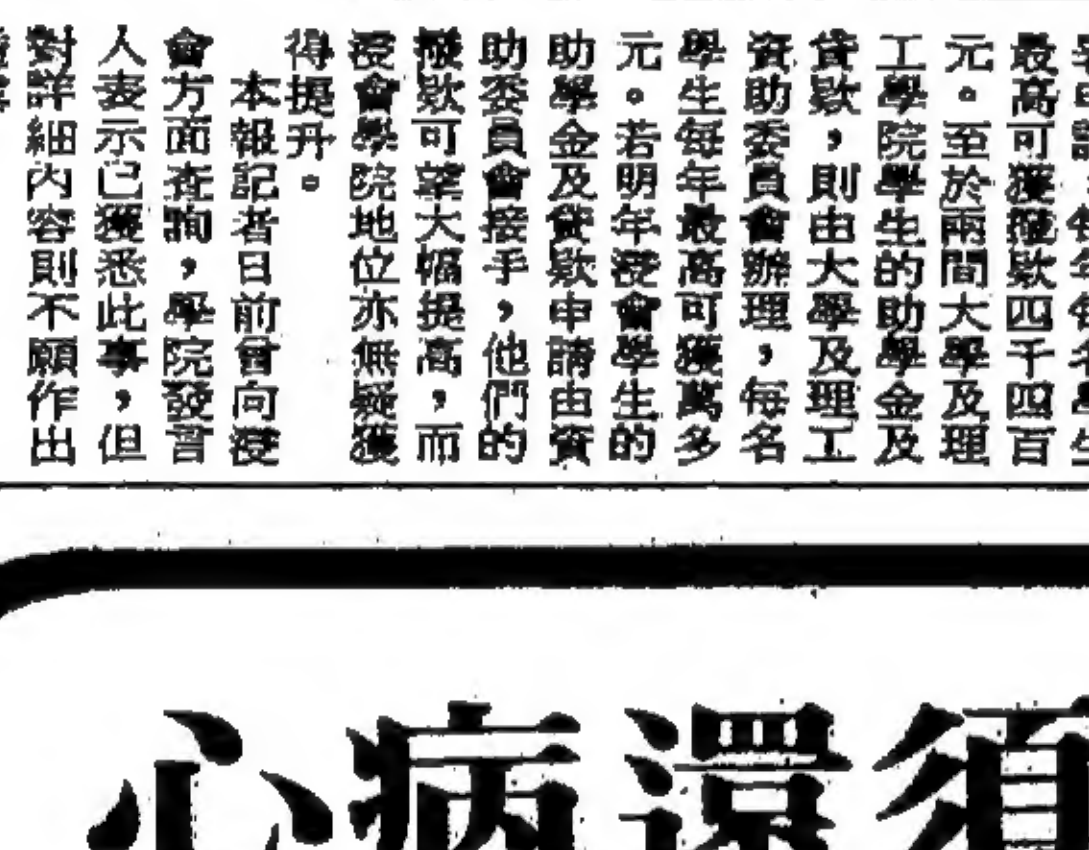 最高可獲撥欵四千四百
元。至於兩間大學及理
工學院學生的助學金及
貸欵，則由大學及理工
資助委員會辦理，每名
學生每年最高可獲萬多
元。若明年浸會學生的
助學金及貸欵申請由資
助委員會接手，他們的
撥欵可望大幅提高，而
浸會學院地位亦無疑獲
得提升。
本報記者日前曾向浸
會方面查詢，學院發言
人表示已獲悉此事，但
對詳細內容則不願作出
心病還須